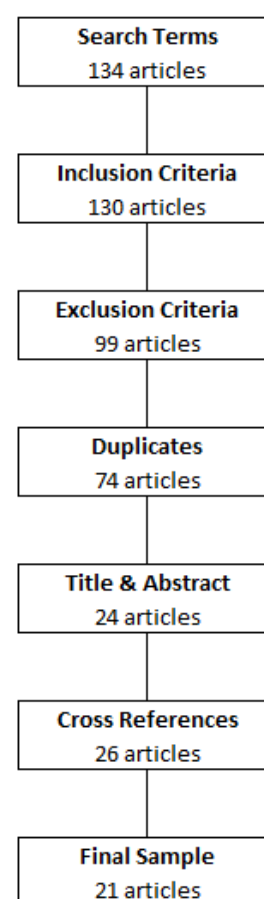 Search Terms
134 articles
Inclusion Criteria
130 articles
Exclusion Criteria
99 articles
Duplicates
74 articles
Title & Abstract
24 articles
Cross References
26 articles
Final Sample
21 articles